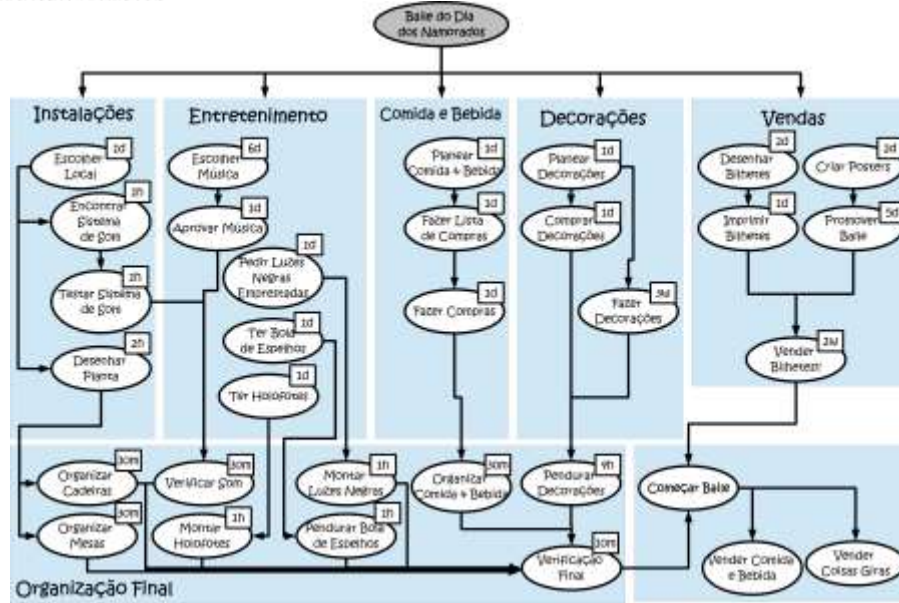 Baile do Dia
dos Namorados
Instalações
Entretenimento
Comida e Bebida
Decorações
Vendas
1d
Escolher
Local
1h
Encontrar
Sistema
de Som
2h
Testar Sistema
de Som
2h
Desenhar
Planta
6d
Escolher
Música
1d
Aprovar Música
1d
Pedir Luzes
Negras
Emprestadas
1d
Ter Bola
de Espelhos
1d
Ter Holofotes
1d
Planear
Comida + Bebida
1d
Fazer Lista
de Compras
1d
Fazer Compras
1d
Planear
Decorações
1d
Comprar
Decorações
3w
Fazer
Decorações
2d
Desenhar
Bilhetes
1d
Imprimir
Bilhetes
Criar Posters
5d
Promover
Baile
2w
Vender
Bilhetes!
30m
Organizar
Cadeiras
30m
Organizar
Mesas
30m
Verificar Som
1h
Montar
Holofotes
1h
Montar
Luzes Negras
1h
Pendurar Bola
de Espelhos
30m
Organizar
Comida + Bebida
Pendurar
Decorações
30m
Verificação
Final
Começar Baile
Vender Comida
e Bebida
Vender
Coisas Giras
Organização Final